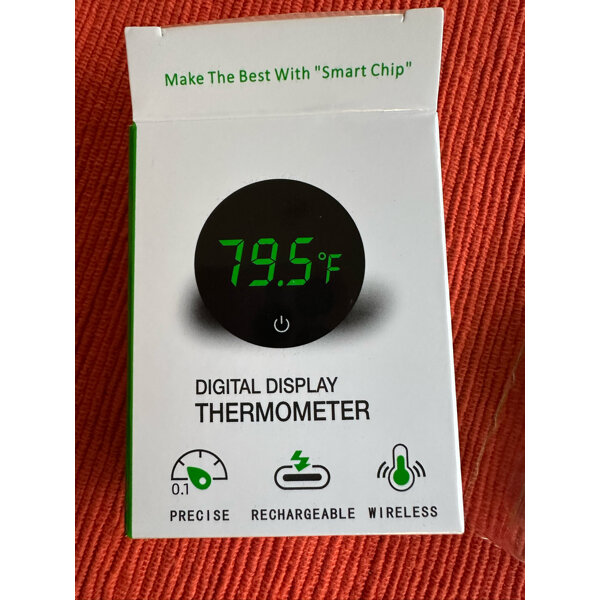 Make The Best With "Smart Chip"
79.5°F
DIGITAL DISPLAY
THERMOMETER
0.1
PRECISE RECHARGEABLE WIRELESS